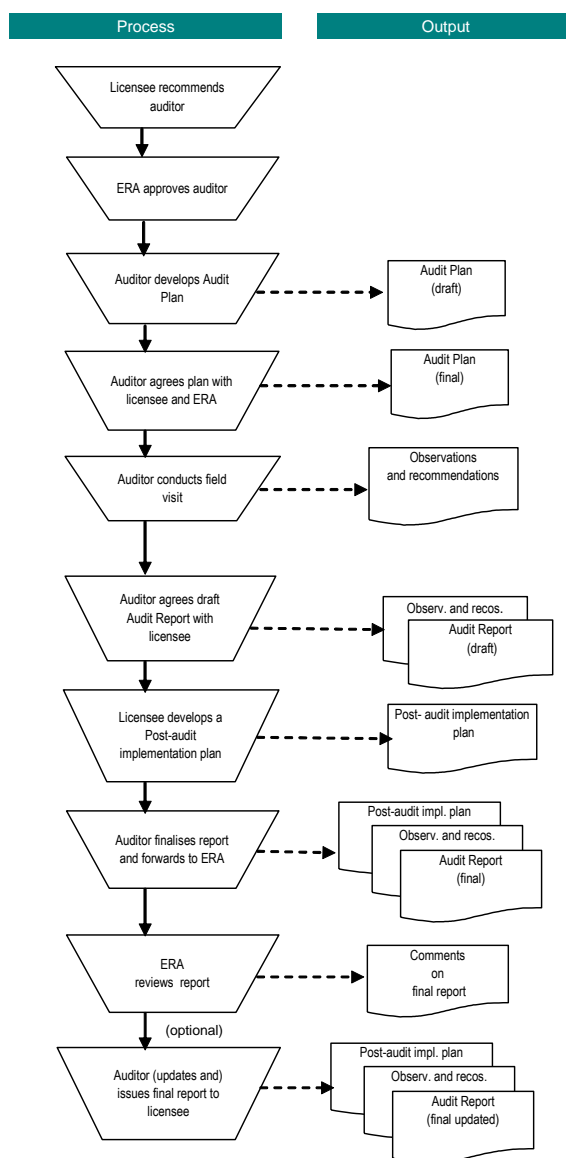 Process
Output
Licensee recommends
auditor
ERA approves auditor
Auditor develops Audit
Plan
Audit Plan
(draft)
Auditor agrees plan with
licensee and ERA
Audit Plan
(final)
Auditor conducts field
visit
Observations
and recommendations
Auditor agrees draft
Audit Report with
licensee
Observ. and recos.
Audit Report
(draft)
Licensee develops a
Post-audit
implementation plan
Post- audit implementation
plan
Auditor finalises report
and forwards to ERA
Post-audit impl. plan
Observ. and recos.
Audit Report
(final)
ERA
reviews report
Comments
on
final report
(optional)
Auditor (updates and)
issues final report to
licensee
Post-audit impl. plan
Observ. and recos.
Audit Report
(final updated)